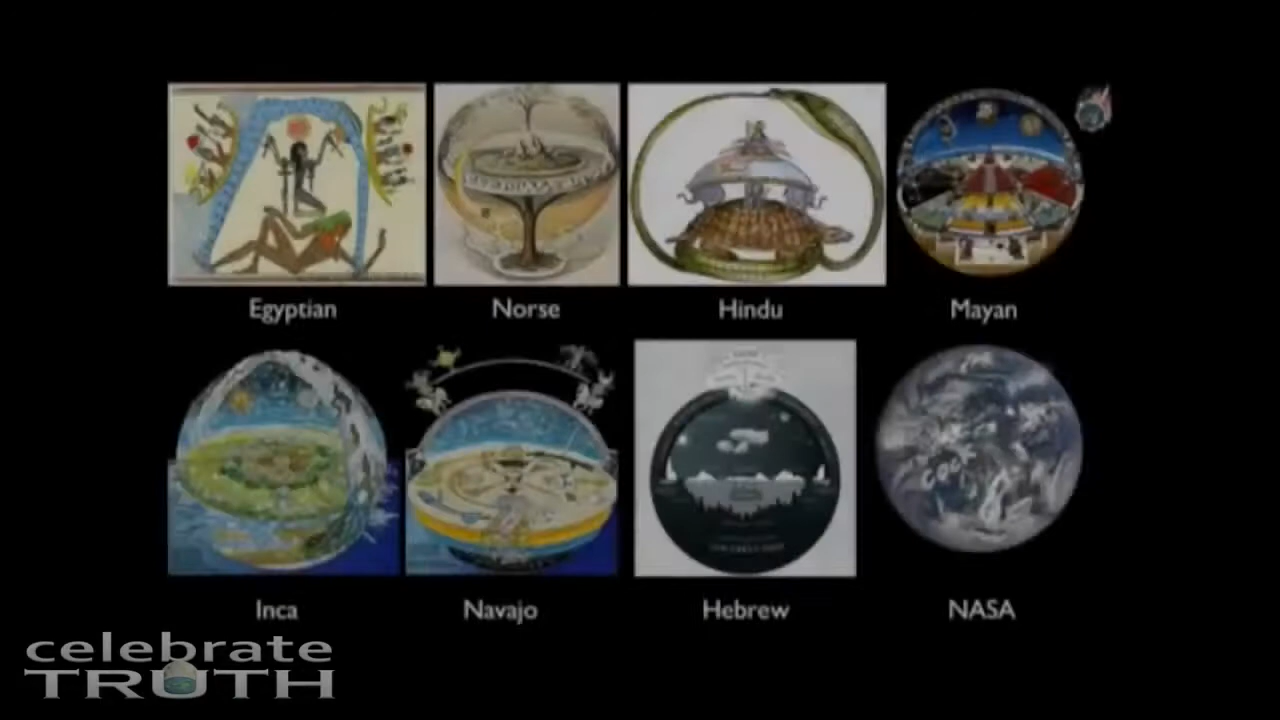 Egyptian
Norse
Hindu
Mayan
Inca
Navajo
Hebrew
NASA
celebrate
TRUTH